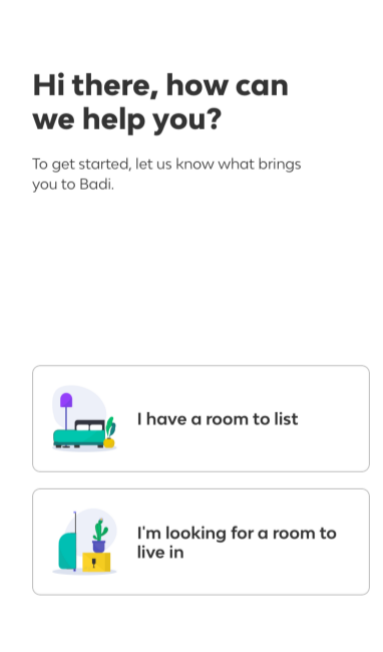 Hi there, how can
we help you?
To get started, let us know what brings
you to Badi.
I have a room to list
I'm looking for a room to
live in